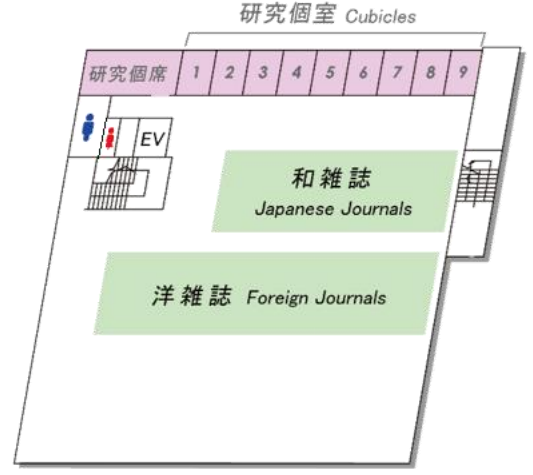 研究個室 Cubicles
研究個席 1 2 3 4 5 6 7 8 9
EV
和雑誌
Japanese Journals
洋雑誌 Foreign Journals